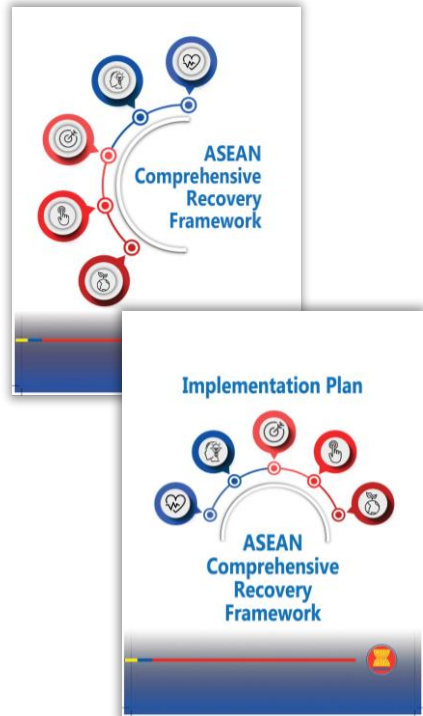 ASEAN
Comprehensive
Recovery
Framework
Implementation Plan
ASEAN
Comprehensive
Recovery
Framework